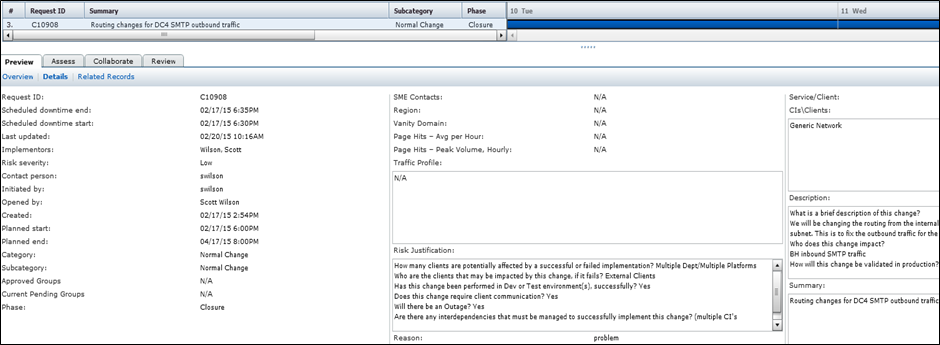 # Request ID Summary Subcategory Phase 10 Tue 11 Wed
3. C10908 Routing changes for DC4 SMTP outbound traffic Normal Change Closure
Preview Assess Collaborate Review
Overview Details Related Records
Request ID: C10908
Scheduled downtime end: 02/17/15 6:35PM
Scheduled downtime start: 02/17/15 6:30PM
Last updated: 02/20/15 10:16AM
Implementors: Wilson, Scott
Risk severity: Low
Contact person: swilson
Initiated by: swilson
Opened by: Scott Wilson
Created: 02/17/15 2:54PM
Planned start: 02/17/15 6:00PM
Planned end: 04/17/15 8:00PM
Category: Normal Change
Subcategory: Normal Change
Approved Groups N/A
Current Pending Groups N/A
Phase: Closure
SME Contacts: N/A
Region: N/A
Vanity Domain: N/A
Page Hits - Avg per Hour: N/A
Page Hits - Peak Volume, Hourly: N/A
Traffic Profile:
N/A
Risk Justification:
How many clients are potentially affected by a successful or failed implementation? Multiple Dept/Multiple Platforms
Who are the clients that may be impacted by this change, if it fails? External Clients
Has this change been performed in Dev or Test environment(s), successfully? Yes
Does this change require client communication? Yes
Will there be an Outage? Yes
Are there any interdependencies that must be managed to successfully implement this change? (multiple CI's
Reason: problem
Service/Client:
CIs\Clients:
Generic Network
Description:
What is a brief description of this change?
We will be changing the routing from the internal
subnet. This is to fix the outbound traffic for the
Who does this change impact?
BH inbound SMTP traffic
How will this change be validated in production?
Summary:
Routing changes for DC4 SMTP outbound traffic